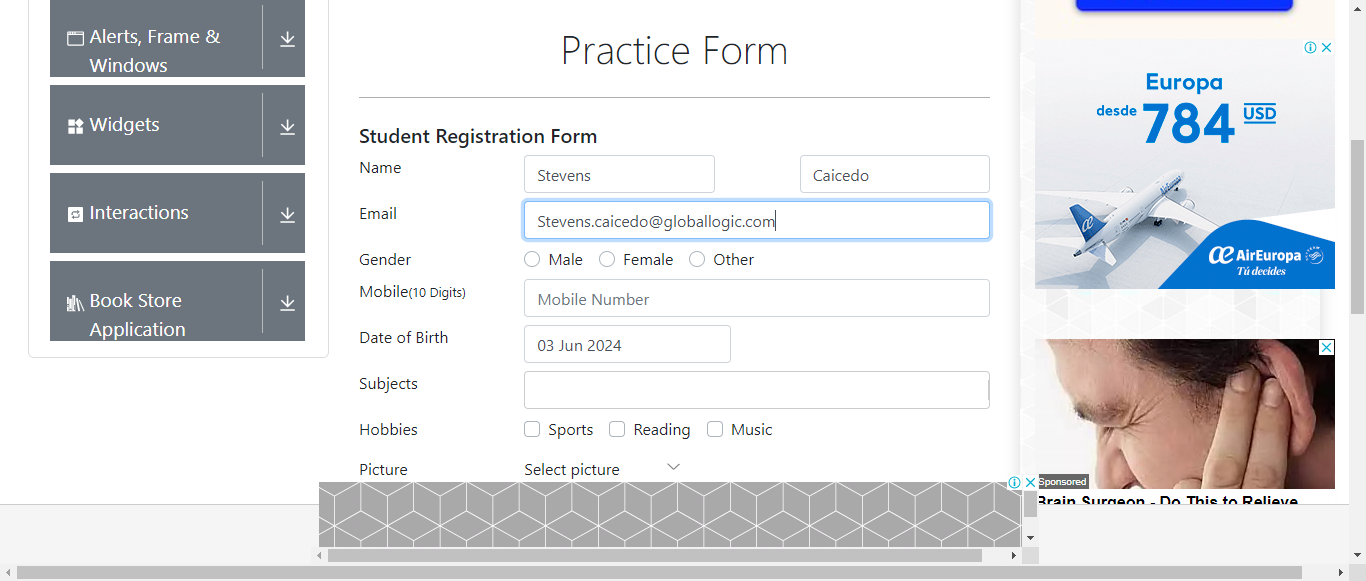 Alerts, Frame &
Windows
Widgets
Interactions
Book Store
Application
Practice Form
Student Registration Form
Name
Stevens
Caicedo
Email
Stevens.caicedo@globallogic.com
Gender
Male
Female
Other
Mobile(10 Digits)
Mobile Number
Date of Birth
03 Jun 2024
Subjects
Hobbies
Sports
Reading
Music
Picture
Select picture
Europa
desde 784 USD
AirEuropa
Tú decides
Sponsored
Brain Surgeon - Do This to Relieve